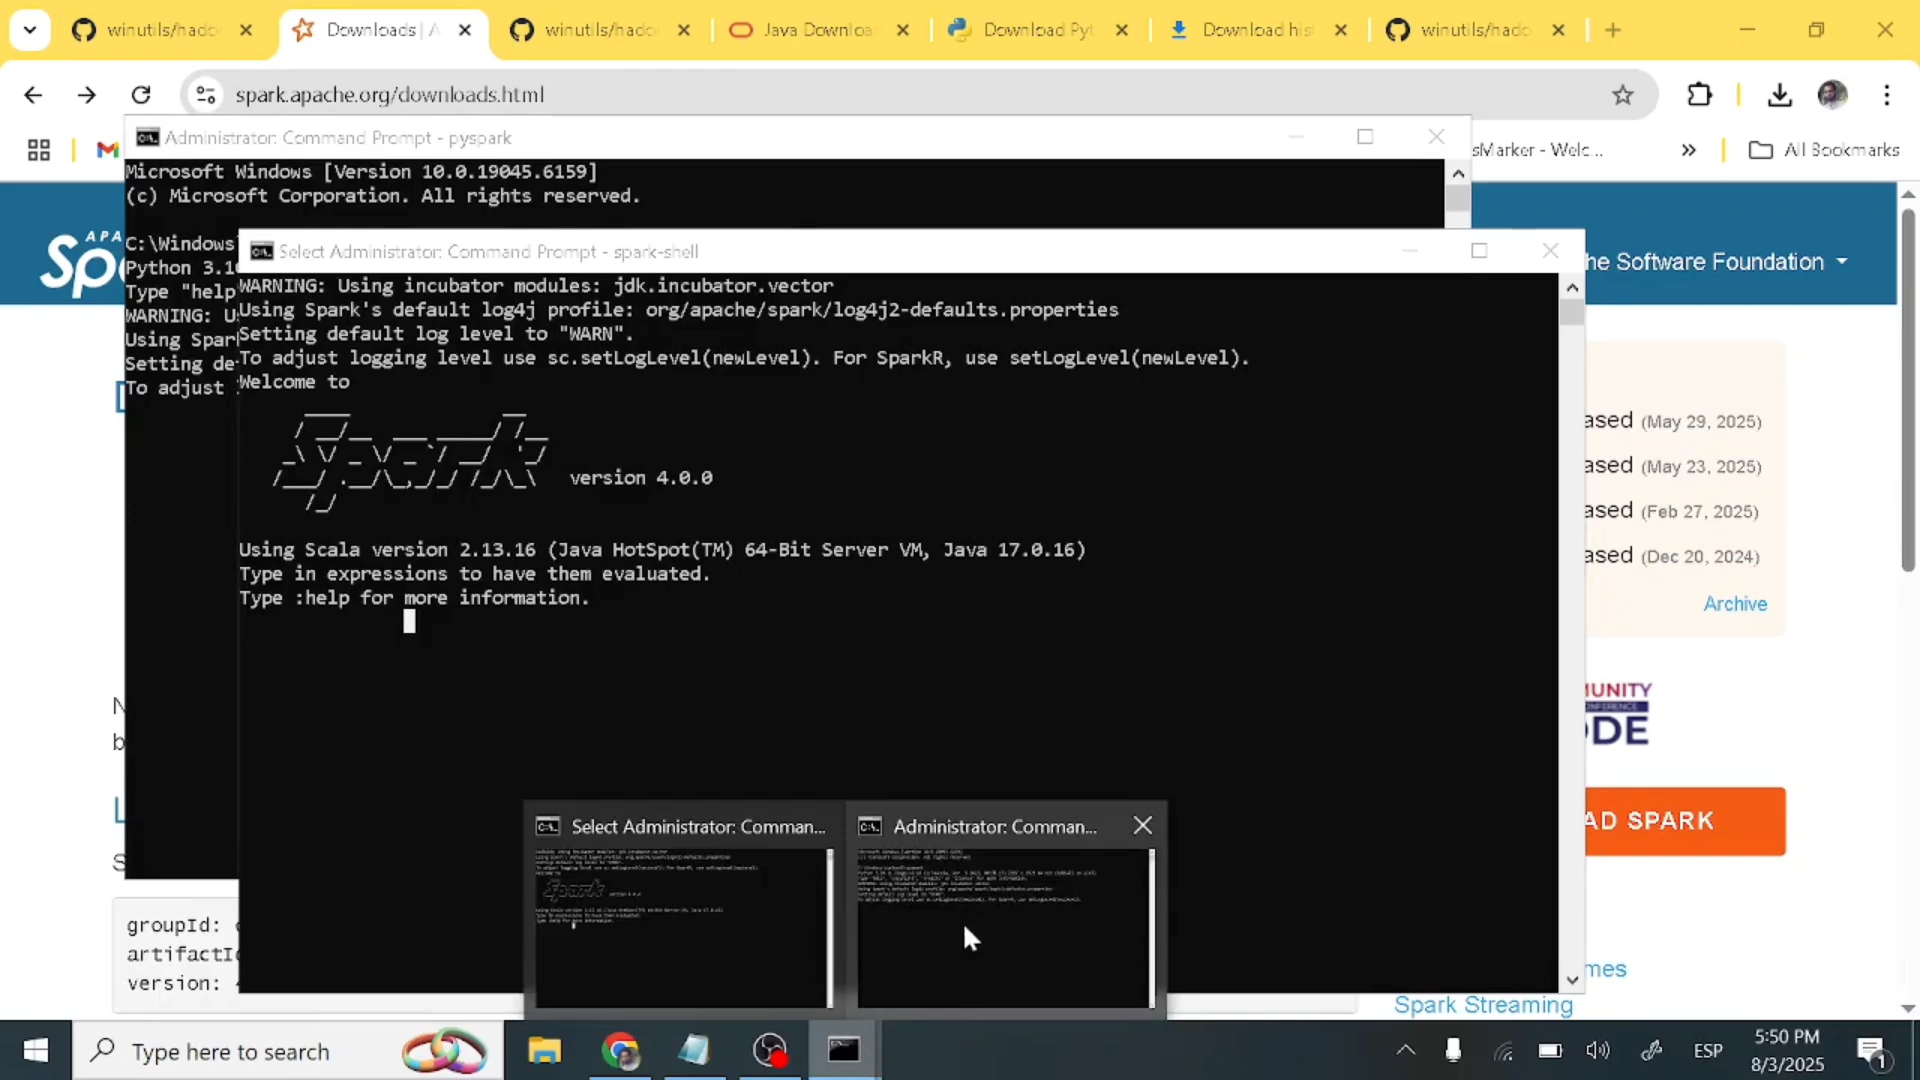 winutils/hado
Downloads | A
winutils/hado
Java Downloa
Download Pyt
Download his
winutils/hado
spark.apache.org/downloads.html
sMarker - Welc...
All Bookmarks
Administrator: Command Prompt - pyspark
Microsoft Windows [Version 10.0.19045.6159]
(c) Microsoft Corporation. All rights reserved.
C:\Windows
Python 3.1
Type "help
WARNING: U
Using Spar
Setting de
To adjust
APA
Sp
he Software Foundation
Select Administrator: Command Prompt - spark-shell
WARNING: Using incubator modules: jdk.incubator.vector
Using Spark's default log4j profile: org/apache/spark/log4j2-defaults.properties
Setting default log level to "WARN".
To adjust logging level use sc.setLogLevel(newLevel). For SparkR, use setLogLevel(newLevel).
Welcome to
Spark version 4.0.0
Using Scala version 2.13.16 (Java HotSpot(TM) 64-Bit Server VM, Java 17.0.16)
Type in expressions to have them evaluated.
Type :help for more information.
ased (May 29, 2025)
ased (May 23, 2025)
ased (Feb 27, 2025)
ased (Dec 20, 2024)
Archive
UNITY
ONFERENCE
ODE
AD SPARK
mes
Spark Streaming
N
b
L
S
groupId:
artifactI
version:
Select Administrator: Comman...
Administrator: Comman...
Type here to search
ESP
5:50 PM
8/3/2025
1